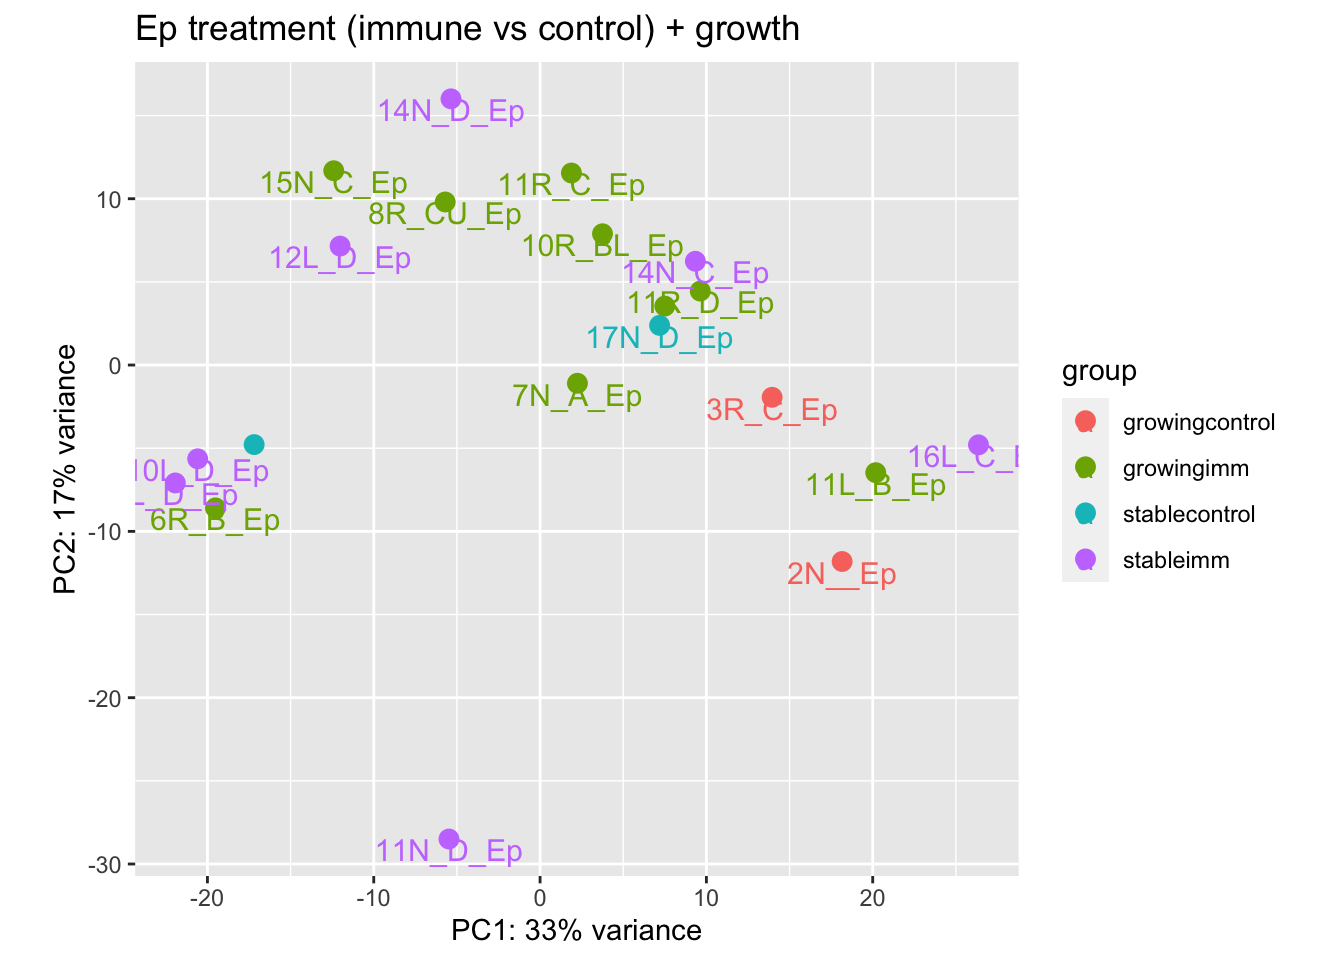 Ep treatment (immune vs control) + growth
14N_D_Ep
15N_C_Ep
11R_C_Ep
8R_CU_Ep
10R_BL_Ep
12L_D_Ep
14N_C_Ep
11R_D_Ep
17N_D_Ep
7N_A_Ep
3R_C_Ep
16L_C_E
10L_D_Ep
11L_B_Ep
L_D_Ep
6R_B_Ep
2N__Ep
11N_D_Ep
10
0
-10
-20
-30
-20
-10
0
10
20
PC1: 33% variance
PC2: 17% variance
group
growingcontrol
growingimm
stablecontrol
stableimm